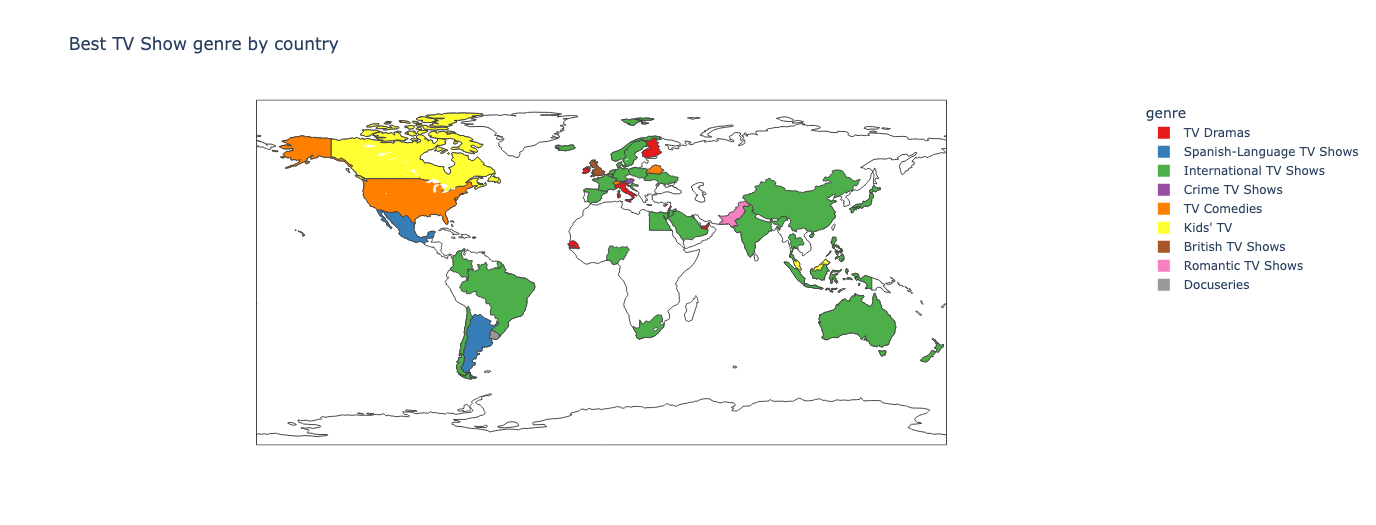 Best TV Show genre by country
genre
TV Dramas
Spanish-Language TV Shows
International TV Shows
Crime TV Shows
TV Comedies
Kids' TV
British TV Shows
Romantic TV Shows
Docuseries